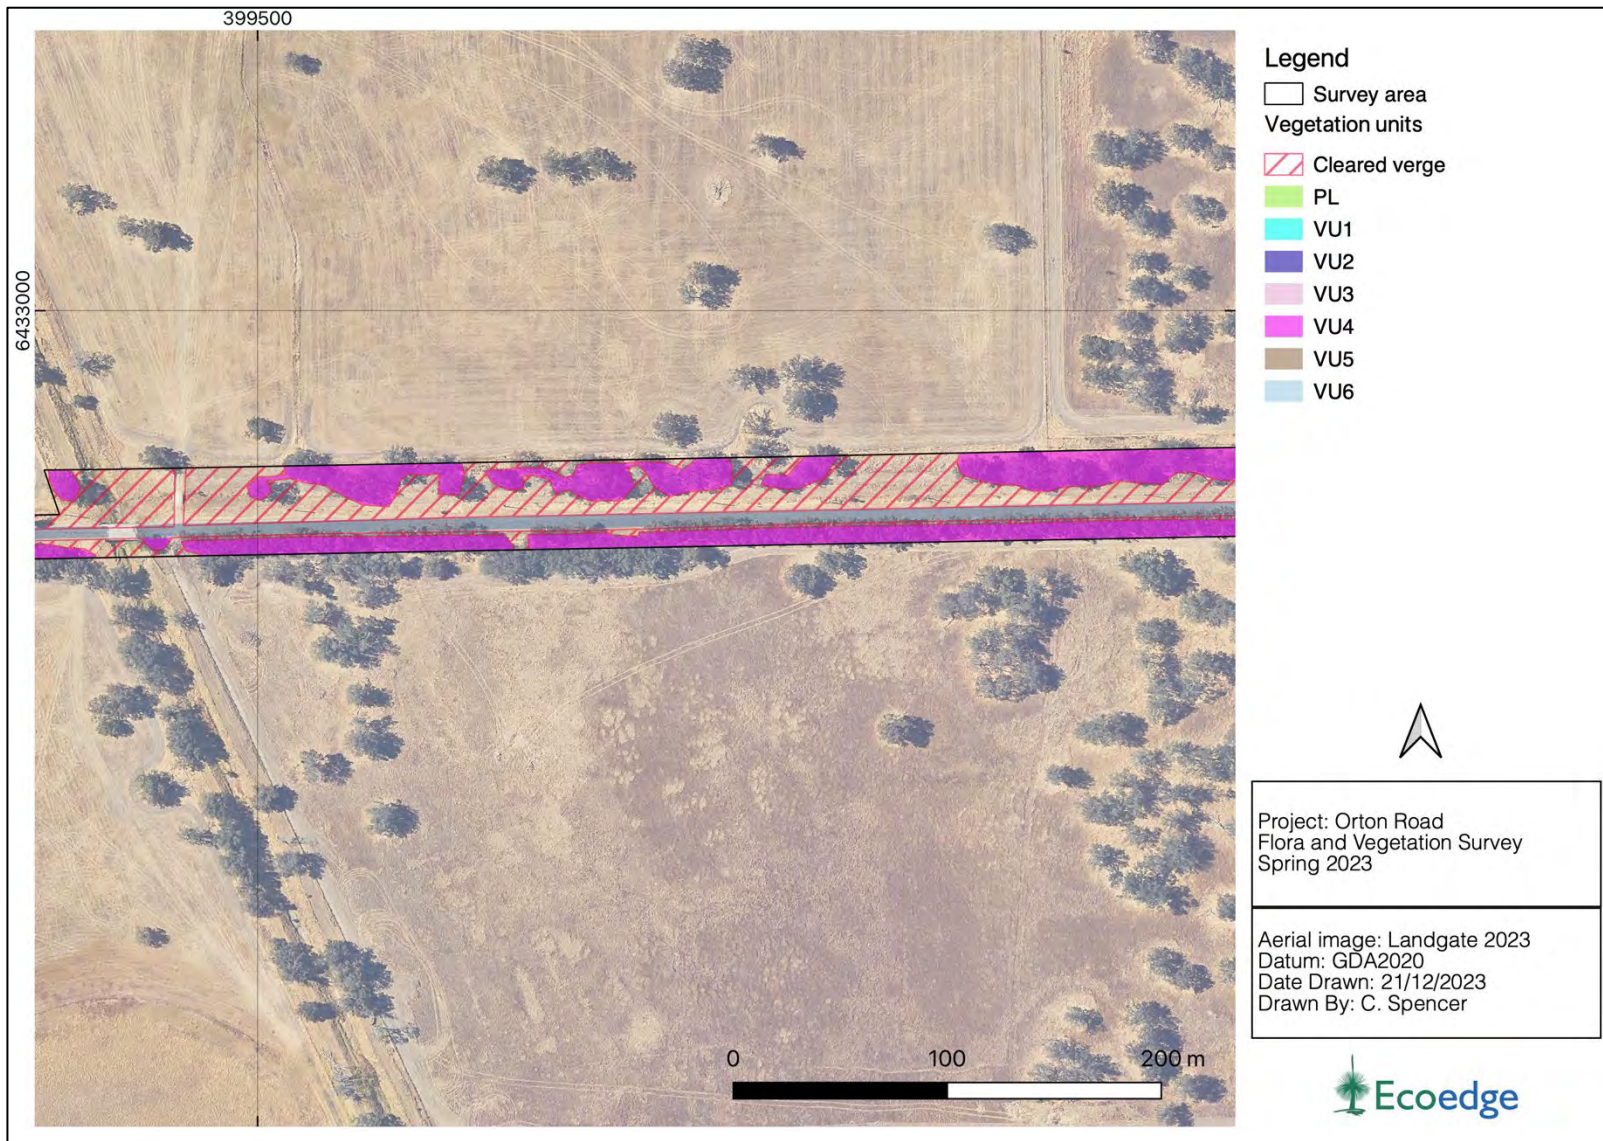 399500
6433000
Legend
Survey area
Vegetation units
Cleared verge
PL
VU1
VU2
VU3
VU4
VU5
VU6
Project: Orton Road
Flora and Vegetation Survey
Spring 2023
Aerial image: Landgate 2023
Datum: GDA2020
Date Drawn: 21/12/2023
Drawn By: C. Spencer
0 100 200 m
Ecoedge